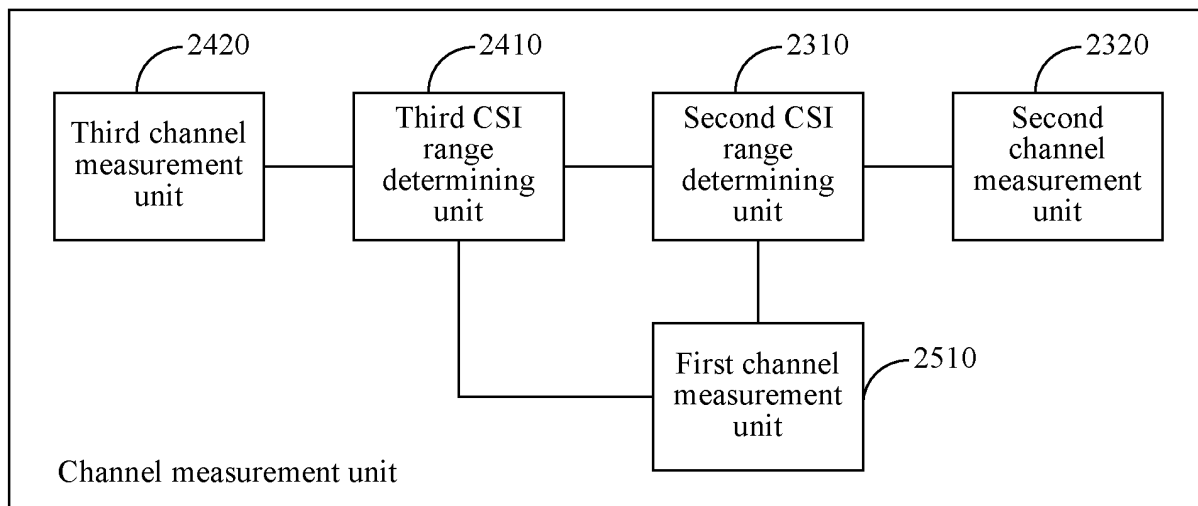 2420
2410
2310
2320
Third channel
measurement
unit
Third CSI
range
determining
unit
Second CSI
range
determining
unit
Second
channel
measurement
unit
First channel
measurement
unit
2510
Channel measurement unit